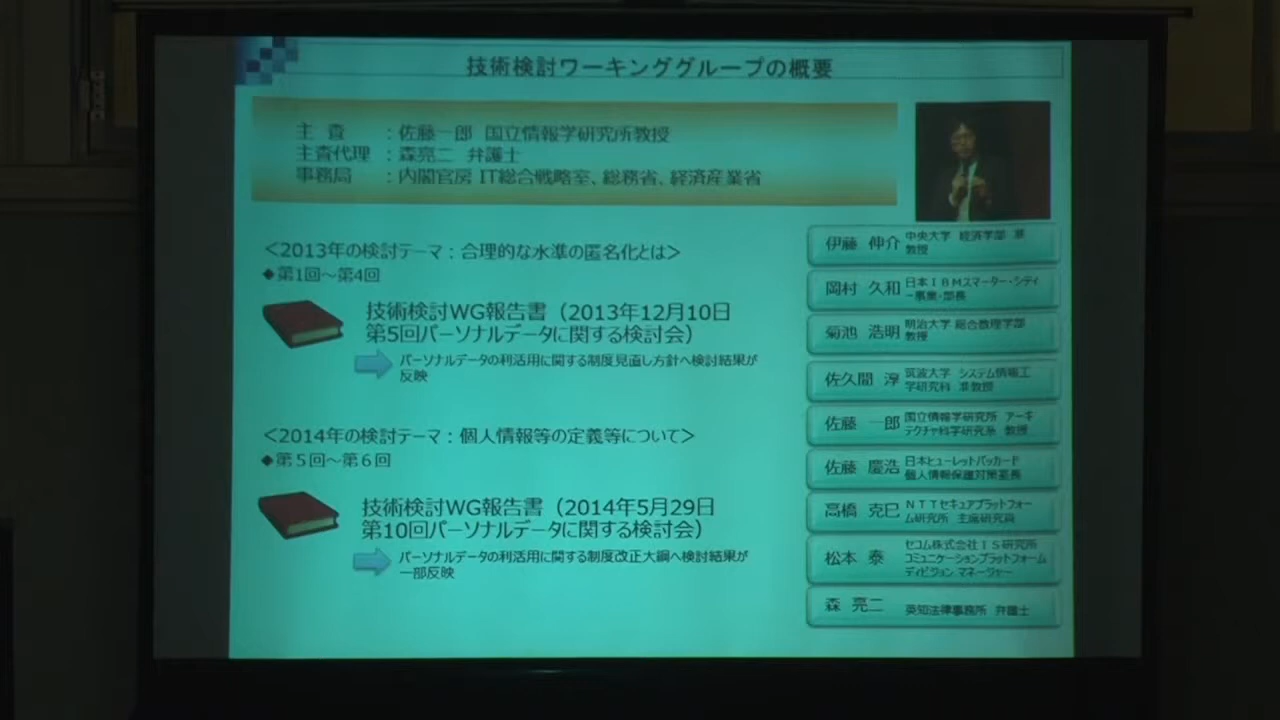 技術検討ワーキンググループの概要
主 査 ：佐藤一郎 国立情報学研究所教授
主査代理 ：森亮二 弁護士
事務局 ：内閣官房 IT総合戦略室、総務省、経済産業省
＜2013年の検討テーマ：合理的な水準の匿名化とは＞
◆第1回～第4回
技術検討WG報告書（2013年12月10日
第5回パーソナルデータに関する検討会）
パーソナルデータの利活用に関する制度見直し方針へ検討結果が
反映
＜2014年の検討テーマ：個人情報等の定義等について＞
◆第５回～第６回
技術検討WG報告書（2014年5月29日
第10回パーソナルデータに関する検討会）
パーソナルデータの利活用に関する制度改正大綱へ検討結果が
一部反映
伊藤 伸介 中央大学 経済学部 准
教授
岡村 久和 日本ＩＢＭスマーター・シティ
ー事業・部長
菊池 浩明 明治大学 総合数理学部
教授
佐久間 淳 筑波大学 システム情報工
学研究科 准教授
佐藤 一郎 国立情報学研究所 アーキ
テクチャ科学研究系 教授
佐藤 慶浩 日本ヒューレットパッカード
個人情報保護対策室長
高橋 克巳 ＮＴＴセキュアプラットフォー
ム研究所 主席研究員
松本 泰 セコム株式会社ＩＳ研究所
コミュニケーションプラットフォーム
ディビジョン マネージャー
森 亮二 英知法律事務所 弁護士